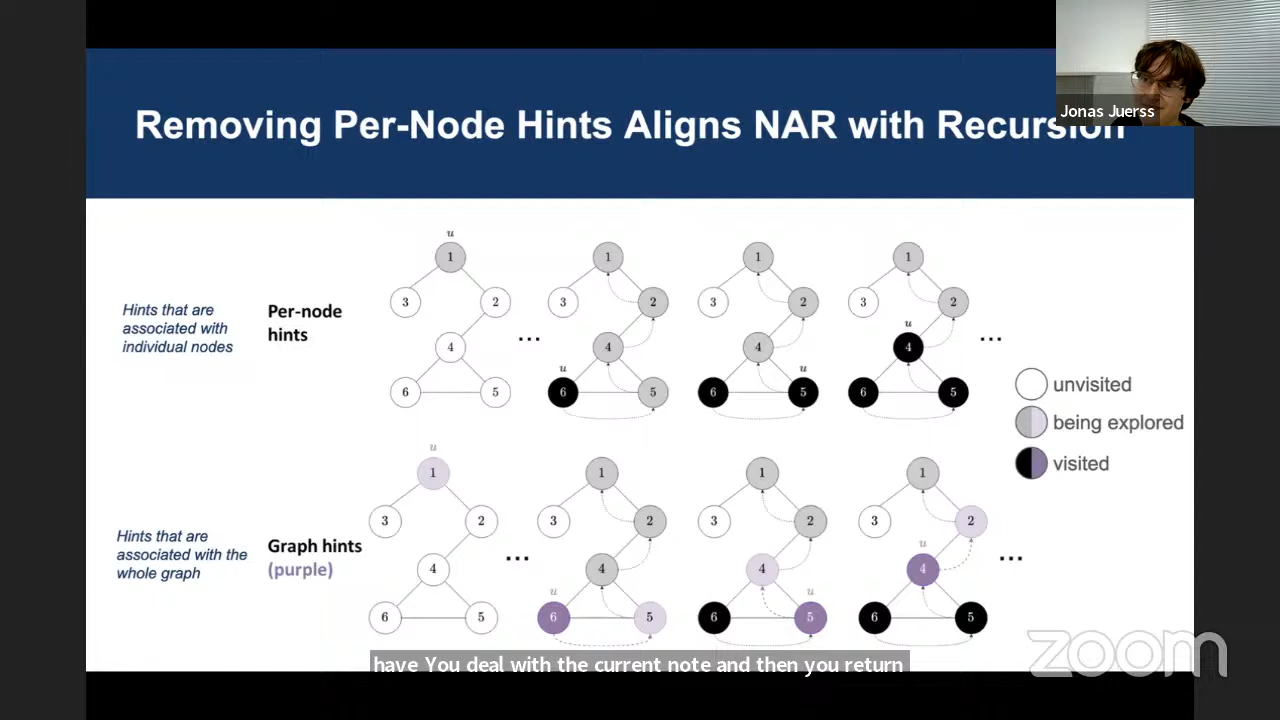 Removing Per-Node Hints Aligns NAR with Recursion
Jonas Juerss
Hints that are
associated with
individual nodes
Per-node
hints
u
1
3
2
4
6
5
...
1
3
2
4
u
6
5
1
3
2
4
u
6
5
1
3
2
u
4
6
5
...
unvisited
being explored
visited
Hints that are
associated with the
whole graph
Graph hints
(purple)
u
1
3
2
4
6
5
...
1
3
2
4
u
6
5
1
3
2
4
u
6
5
1
3
2
u
4
6
5
...
have You deal with the current note and then you return
zoom